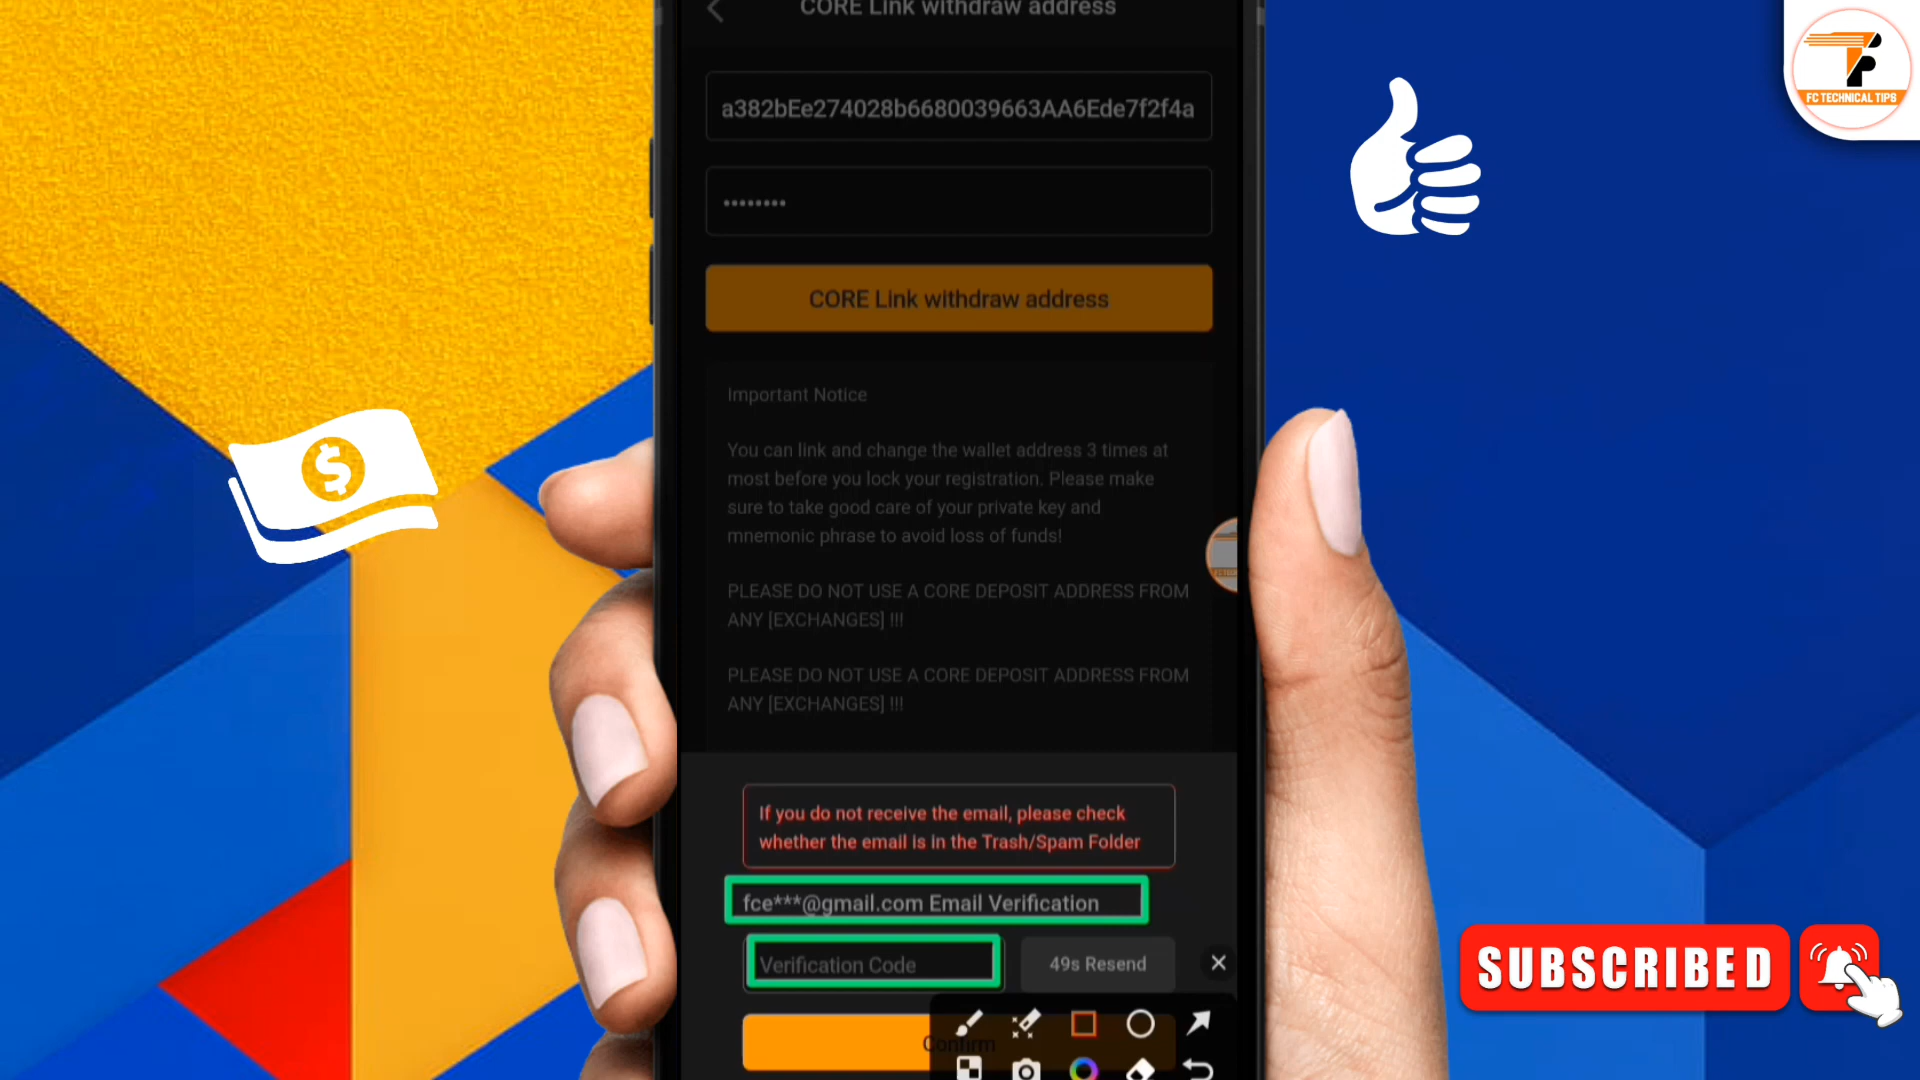 CORE Link withdraw address
a382bEe274028b6680039663AA6Ede7f2f4a
CORE Link withdraw address
Important Notice
You can link and change the wallet address 3 times at
most before you lock your registration. Please make
sure to take good care of your private key and
mnemonic phrase to avoid loss of funds!
PLEASE DO NOT USE A CORE DEPOSIT ADDRESS FROM
ANY [EXCHANGES] !!!
PLEASE DO NOT USE A CORE DEPOSIT ADDRESS FROM
ANY [EXCHANGES] !!!
If you do not receive the email, please check
whether the email is in the Trash/Spam Folder
fce***@gmail.com Email Verification
Verification Code
49s Resend
Confirm
FC TECHNICAL TIPS
SUBSCRIBED
$